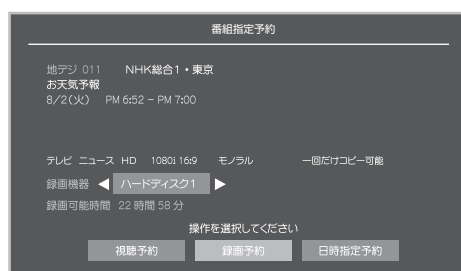 番組指定予約
地デジ 011 NHK総合1・東京
お天気予報
8/2(火) PM 6:52 − PM 7:00
テレビ ニュース HD 1080i 16:9 モノラル 一回だけコピー可能
録画機器 ◀ ハードディスク1 ▶
録画可能時間 22 時間 58 分
操作を選択してください
視聴予約 録画予約 日時指定予約